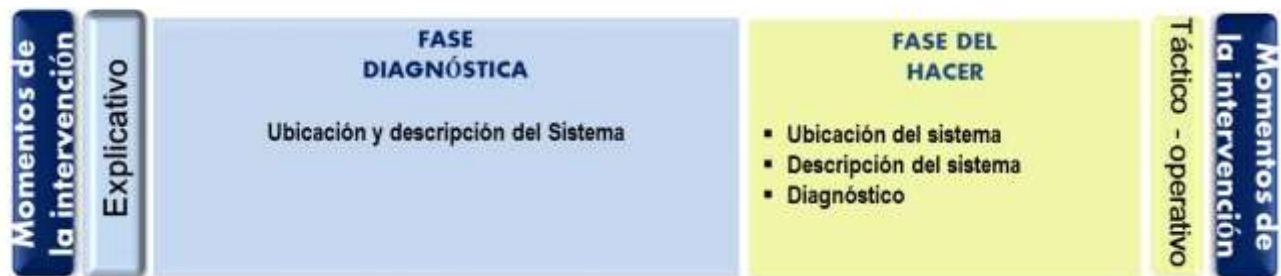 Momentos de
la intervención
Explicativo
FASE
DIAGNÓSTICA
Ubicación y descripción del Sistema
FASE DEL
HACER
▪ Ubicación del sistema
▪ Descripción del sistema
▪ Diagnóstico
Táctico - operativo
Momentos de
la intervención